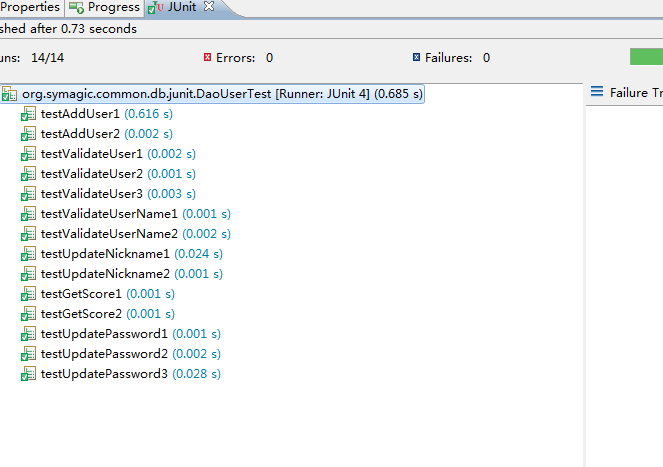 Properties Progress JUnit
shed after 0.73 seconds
uns: 14/14 Errors: 0 Failures: 0
org.symagic.common.db.junit.DaoUserTest [Runner: JUnit 4] (0.685 s)
Failure Tr
testAddUser1 (0.616 s)
testAddUser2 (0.002 s)
testValidateUser1 (0.002 s)
testValidateUser2 (0.001 s)
testValidateUser3 (0.003 s)
testValidateUserName1 (0.001 s)
testValidateUserName2 (0.002 s)
testUpdateNickname1 (0.024 s)
testUpdateNickname2 (0.001 s)
testGetScore1 (0.001 s)
testGetScore2 (0.001 s)
testUpdatePassword1 (0.001 s)
testUpdatePassword2 (0.002 s)
testUpdatePassword3 (0.028 s)